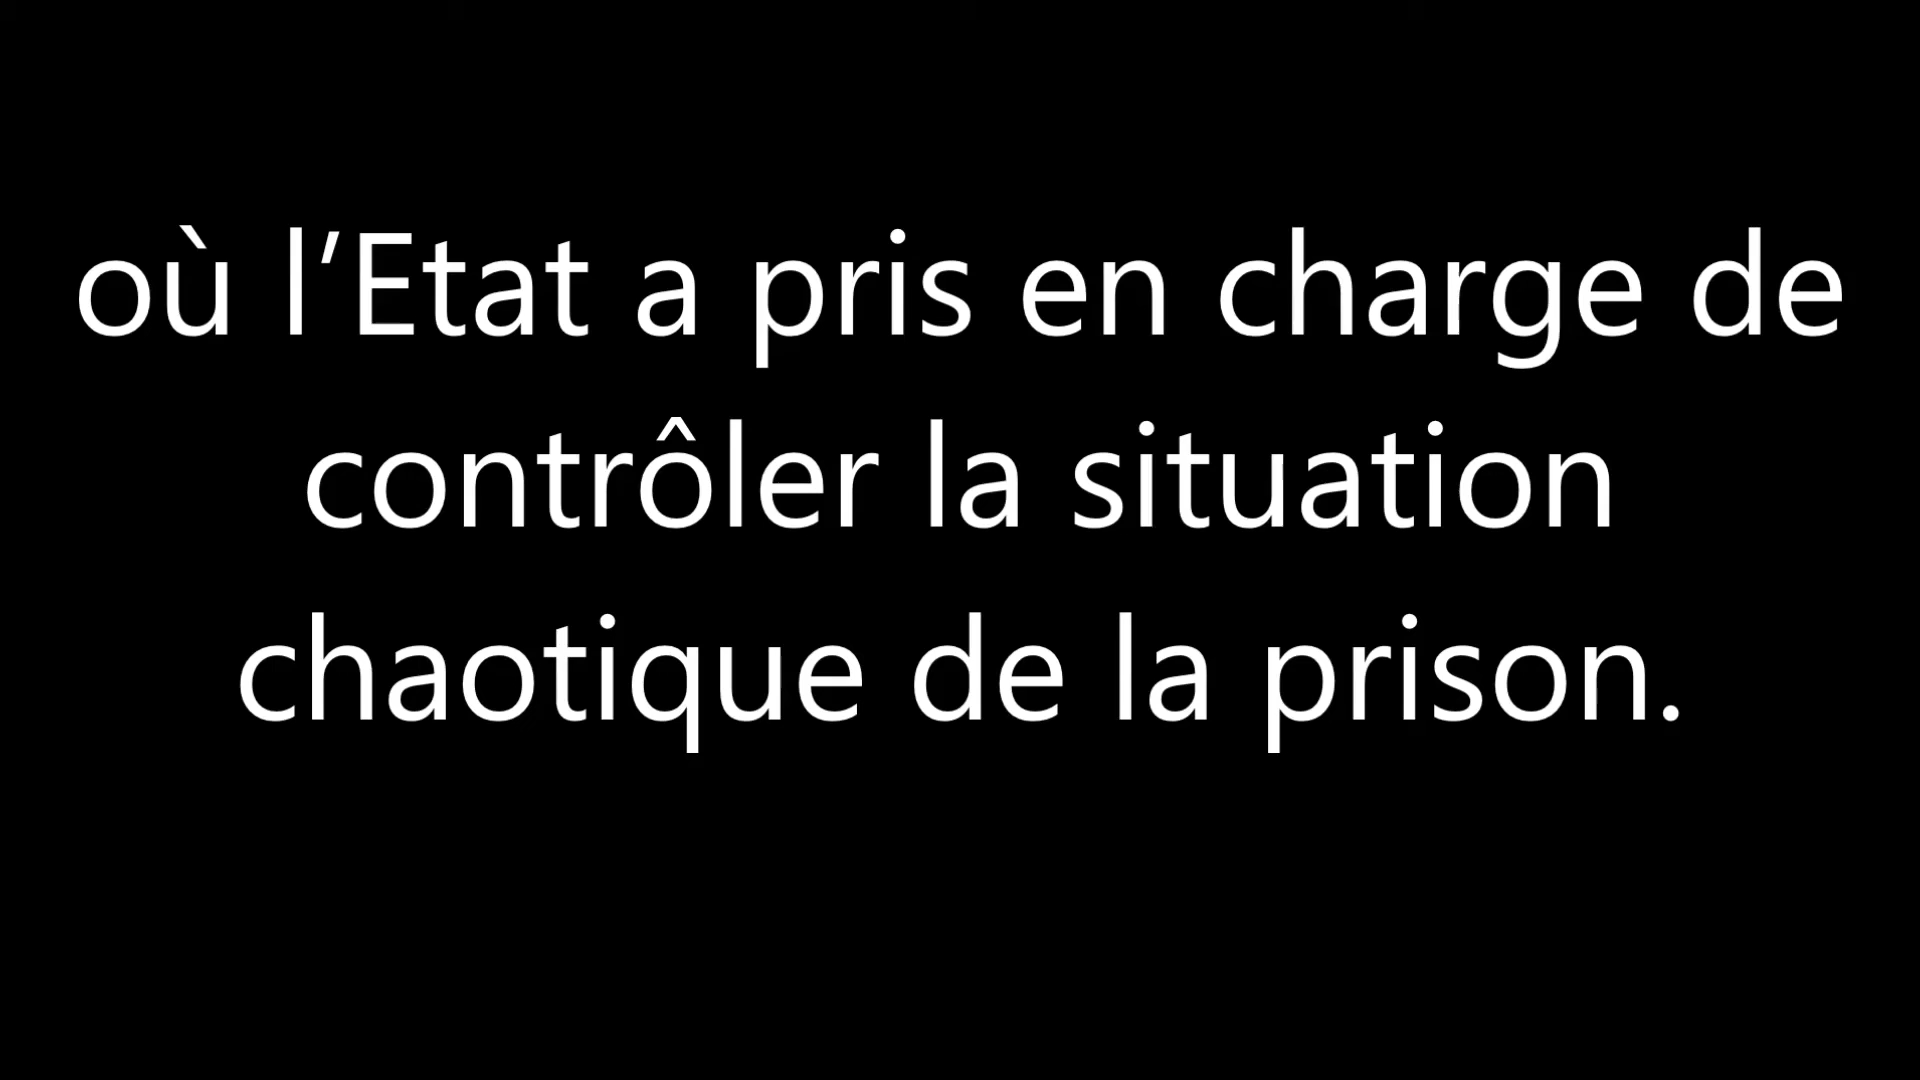 où l’Etat a pris en charge de
contrôler la situation
chaotique de la prison.